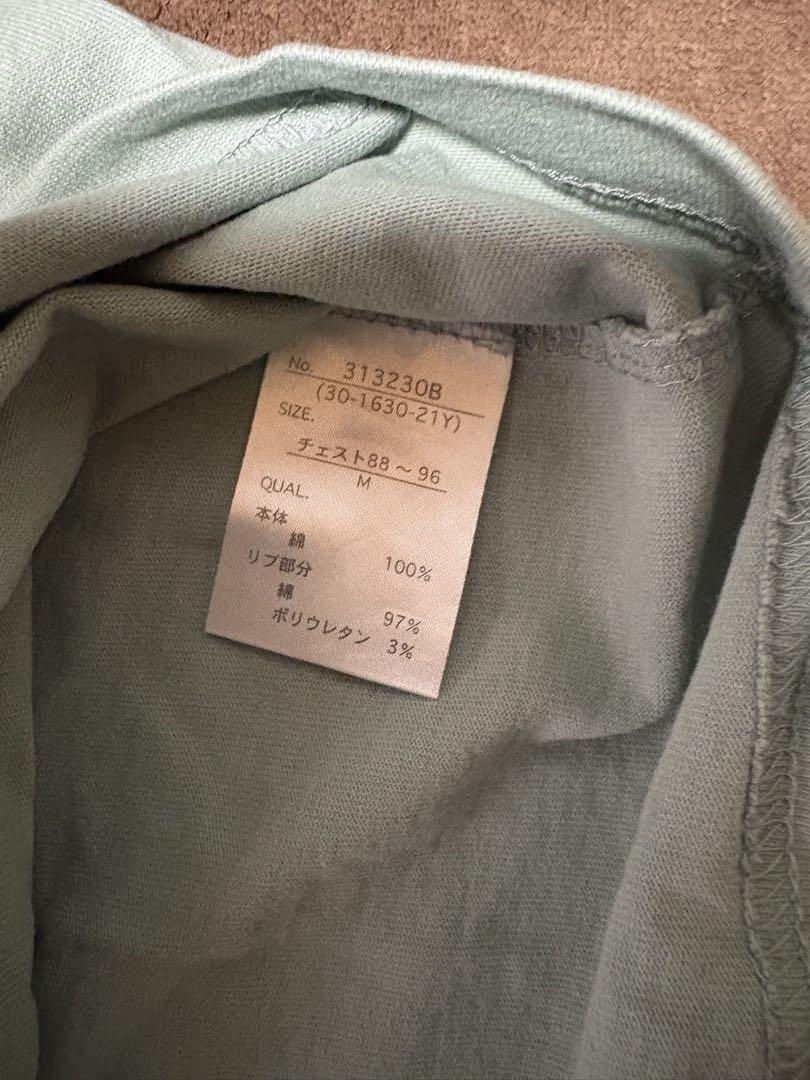 No. 313230B
(30-1630-21Y)
SIZE.
チェスト88～96
M
QUAL.
本体
綿 100%
リブ部分
綿 97%
ポリウレタン 3%